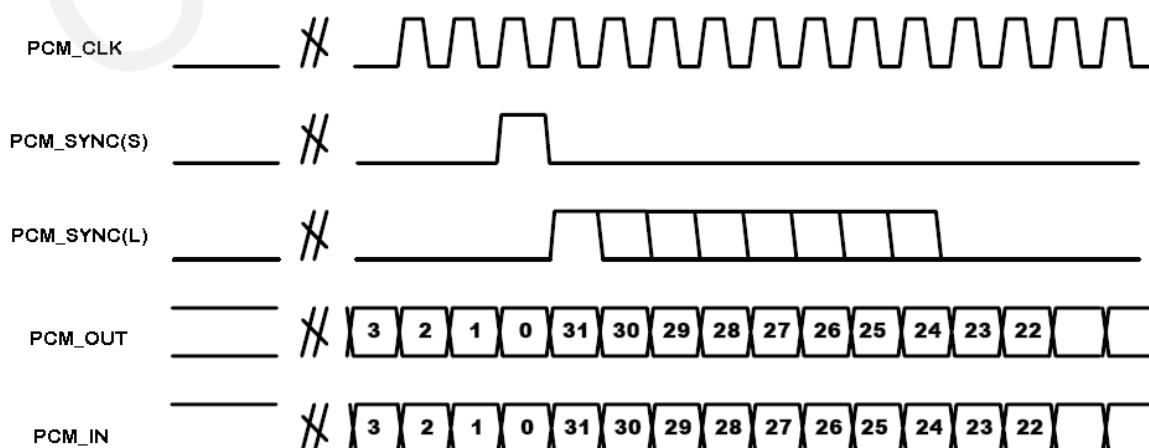 PCM_CLK
PCM_SYNC(S)
PCM_SYNC(L)
PCM_OUT 3 2 1 0 31 30 29 28 27 26 25 24 23 22
PCM_IN 3 2 1 0 31 30 29 28 27 26 25 24 23 22